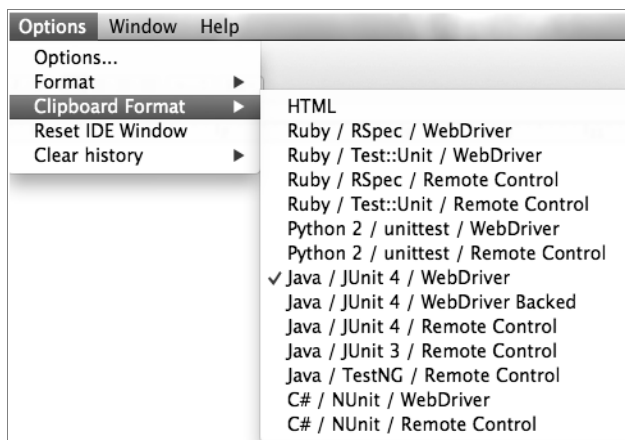 Options Window Help
Options...
Format
Clipboard Format
Reset IDE Window
Clear history
HTML
Ruby / RSpec / WebDriver
Ruby / Test::Unit / WebDriver
Ruby / RSpec / Remote Control
Ruby / Test::Unit / Remote Control
Python 2 / unittest / WebDriver
Python 2 / unittest / Remote Control
✓ Java / JUnit 4 / WebDriver
Java / JUnit 4 / WebDriver Backed
Java / JUnit 4 / Remote Control
Java / JUnit 3 / Remote Control
Java / TestNG / Remote Control
C# / NUnit / WebDriver
C# / NUnit / Remote Control